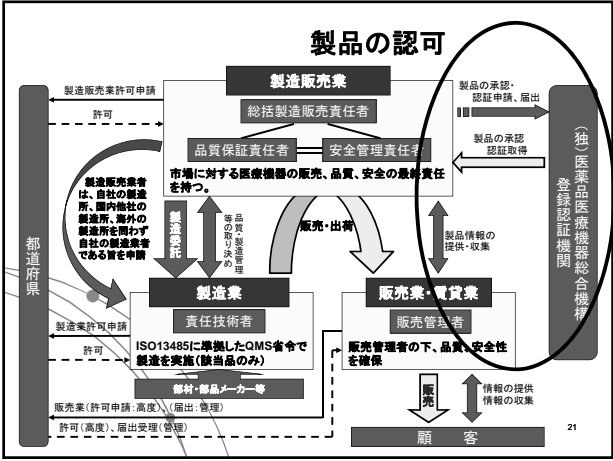 製品の認可
製造販売業許可申請
許可
製造販売業
総括製造販売責任者
品質保証責任者
安全管理責任者
市場に対する医療機器の販売、品質、安全の最終責任
を持つ。
製品の承認・
認証申請、届出
製品の承認
認証取得
(独)医薬品医療機器総合機構
登録認証機関
都道府県
製造販売業者
は、自社の製造
所、国内他社の
製造所、海外の
製造所を問わず
自社の製造業者
である旨を申請
製造委託
品質・製造管理
等の取り決め
販売・出荷
製品情報の
提供・収集
製造業
責任技術者
ISO13485に準拠したQMS省令で
製造を実施(該当品のみ)
販売業・賃貸業
販売管理者
販売管理者の下、品質、安全性
を確保
製造業許可申請
許可
部材・部品メーカー等
販売業(許可申請:高度)、(届出:管理)
許可(高度)、届出受理(管理)
販売
情報の提供
情報の収集
顧 客
21